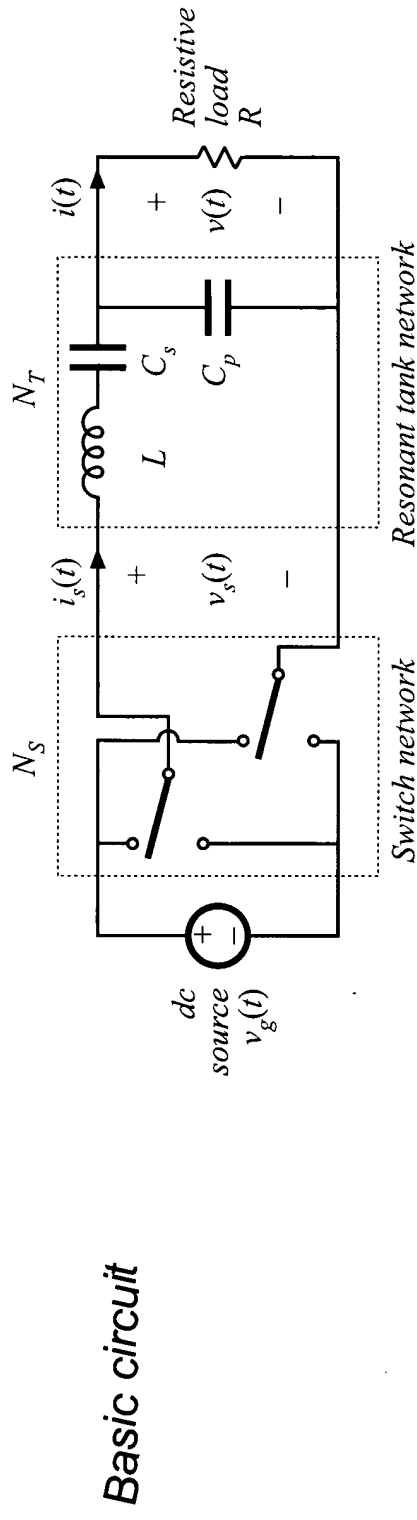 Basic circuit
dc
source
v_g(t)
+
–
N_S
Switch network
i_s(t)
+
v_s(t)
–
N_T
L
C_s
C_p
Resonant tank network
i(t)
+
v(t)
–
Resistive
load
R